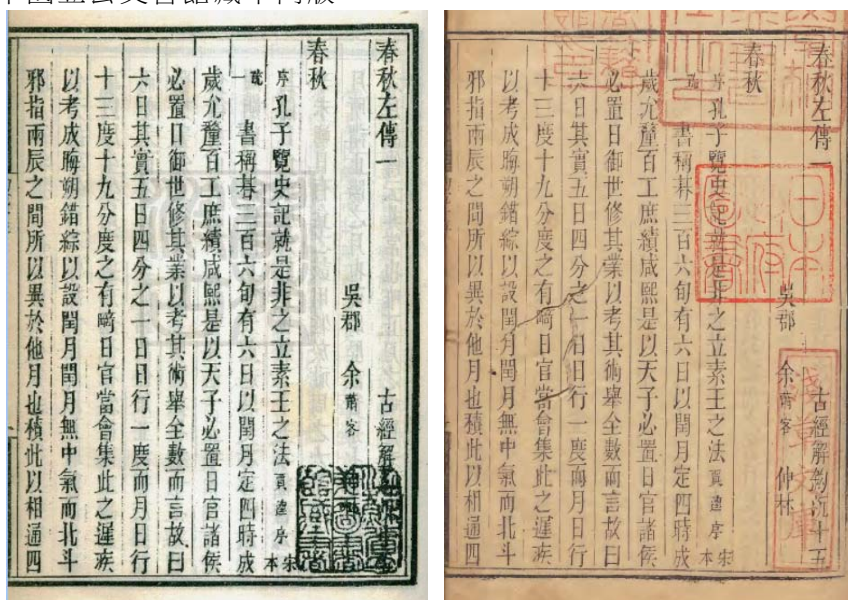 國立公文書館藏本同版
春秋左傳一 古經解
吳郡 余蕭客
春秋
序 孔子覽史記就是非之立素王之法 賈逵序 宋本
疏一 書稱朞三百六旬有六日以閏月定四時成
歲允釐百工庶績咸熙是以天子必置日官諸侯
必置日御世修其業以考其術舉全數而言故曰
六日其實五日四分之一日日行一度而月日行
十三度十九分度之有畸日官當會集此之遲疾
以考成晦朔錯綜以設閏月閏月無中氣而北斗
邪指兩辰之間所以異於他月也積此以相通四
春秋左傳一 古經解鉤沉十五
吳郡 余蕭客 仲林
春秋
序 孔子覽史記就是非之立素王之法 賈逵序 宋本
疏一 書稱朞三百六旬有六日以閏月定四時成
歲允釐百工庶績咸熙是以天子必置日官諸侯
必置日御世修其業以考其術舉全數而言故曰
六日其實五日四分之一日日行一度而月日行
十三度十九分度之有畸日官當會集此之遲疾
以考成晦朔錯綜以設閏月閏月無中氣而北斗
邪指兩辰之間所以異於他月也積此以相通四
日本政府圖書